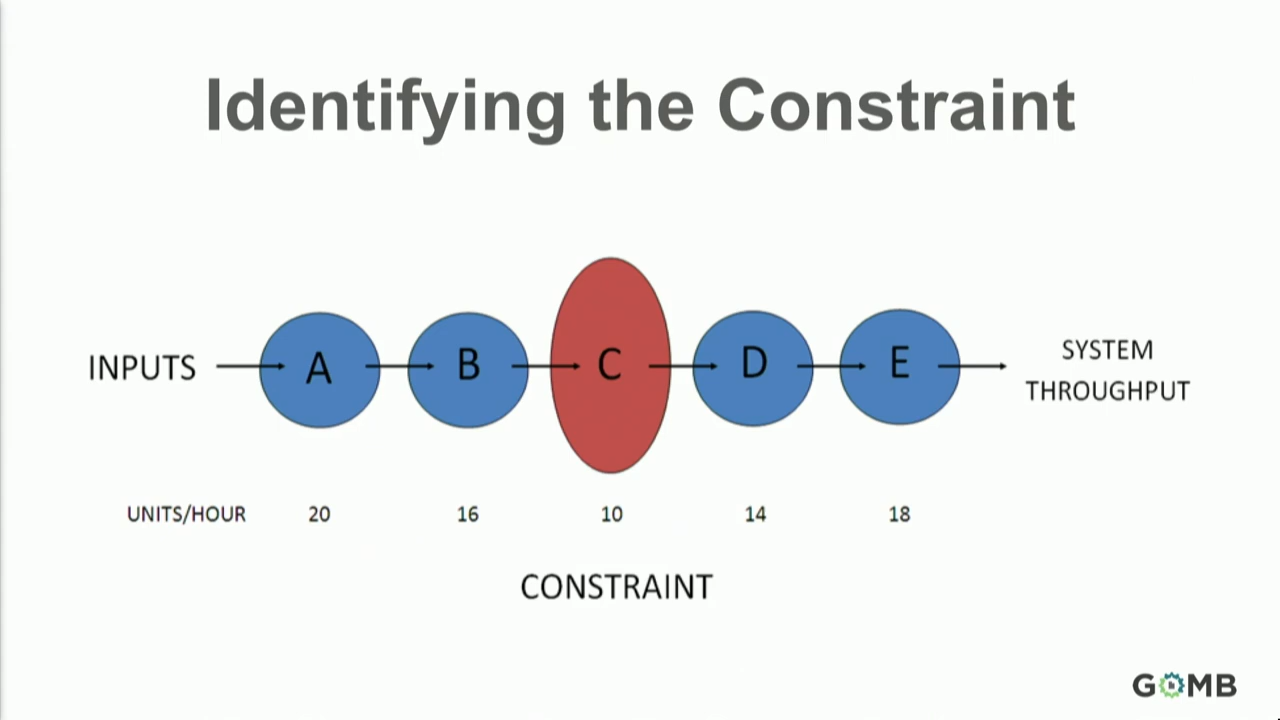 Identifying the Constraint
INPUTS
A
B
C
D
E
SYSTEM
THROUGHPUT
UNITS/HOUR 20 16 10 14 18
CONSTRAINT
GOMB